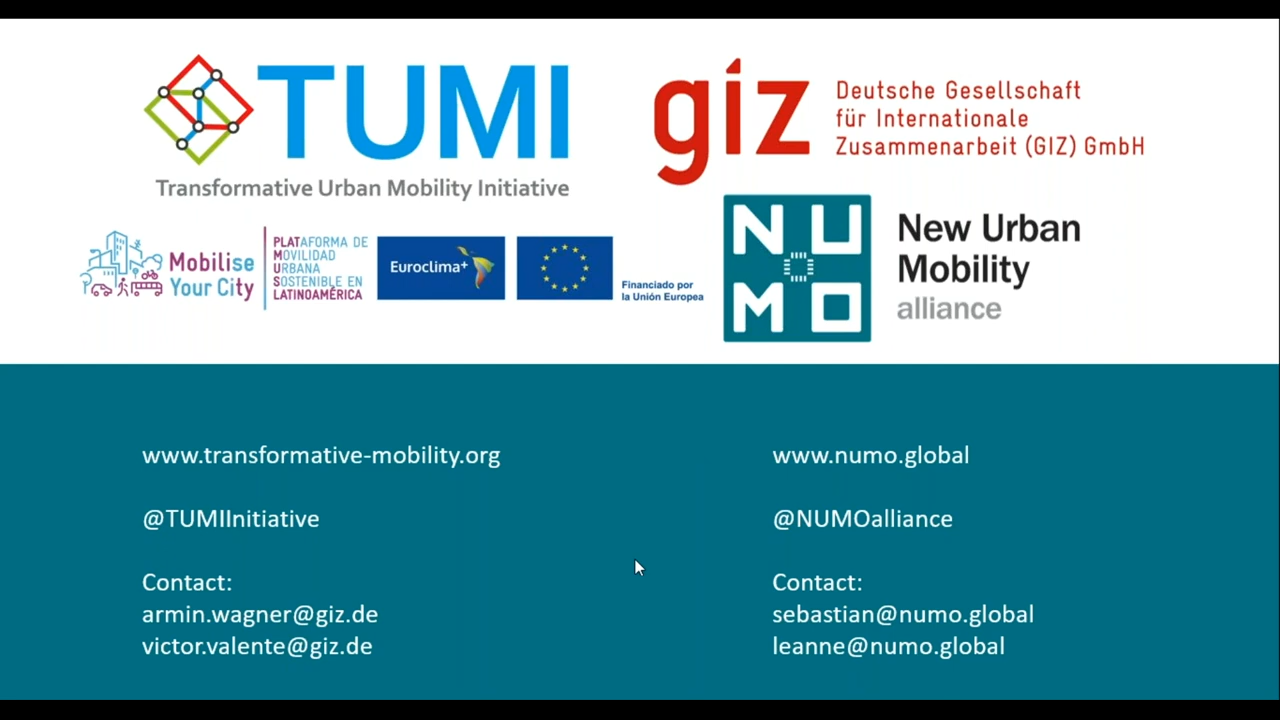 TUMI
Transformative Urban Mobility Initiative
giz
Deutsche Gesellschaft
für Internationale
Zusammenarbeit (GIZ) GmbH
Mobilise
Your City
PLATAFORMA DE
MOVILIDAD
URBANA
SOSTENIBLE EN
LATINOAMÉRICA
Euroclima+
Financiado por
la Unión Europea
NU
MO
New Urban
Mobility
alliance
www.transformative-mobility.org
@TUMIInitiative
Contact:
armin.wagner@giz.de
victor.valente@giz.de
www.numo.global
@NUMOalliance
Contact:
sebastian@numo.global
leanne@numo.global